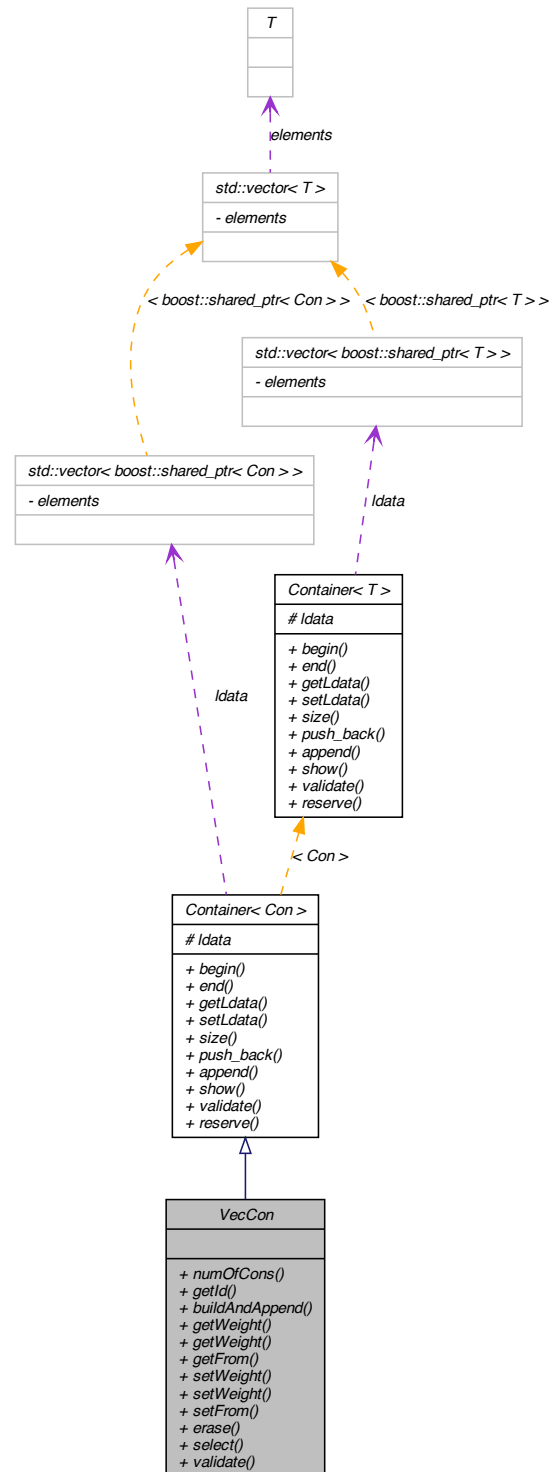 T
elements
std::vector< T >
- elements
< boost::shared_ptr< Con > >
< boost::shared_ptr< T > >
std::vector< boost::shared_ptr< T > >
- elements
std::vector< boost::shared_ptr< Con > >
- elements
ldata
Container< T >
# ldata
+ begin()
+ end()
+ getLdata()
+ setLdata()
+ size()
+ push_back()
+ append()
+ show()
+ validate()
+ reserve()
ldata
< Con >
Container< Con >
# ldata
+ begin()
+ end()
+ getLdata()
+ setLdata()
+ size()
+ push_back()
+ append()
+ show()
+ validate()
+ reserve()
VecCon
+ numOfCons()
+ getId()
+ buildAndAppend()
+ getWeight()
+ getWeight()
+ getFrom()
+ setWeight()
+ setWeight()
+ setFrom()
+ erase()
+ select()
+ validate()